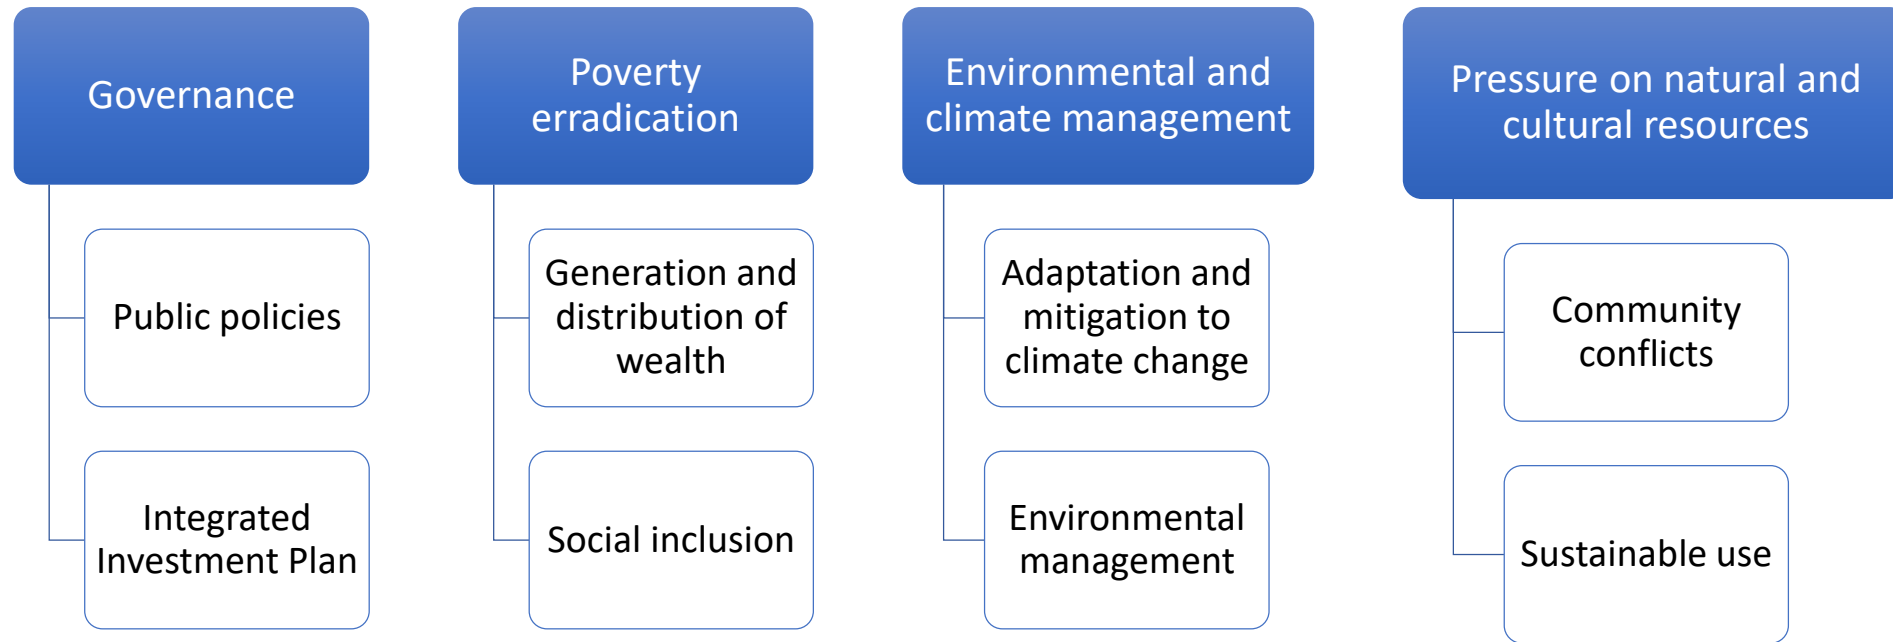 Governance
Public policies
Integrated
Investment Plan
Poverty
erradication
Generation and
distribution of
wealth
Social inclusion
Environmental and
climate management
Adaptation and
mitigation to
climate change
Environmental
management
Pressure on natural and
cultural resources
Community
conflicts
Sustainable use